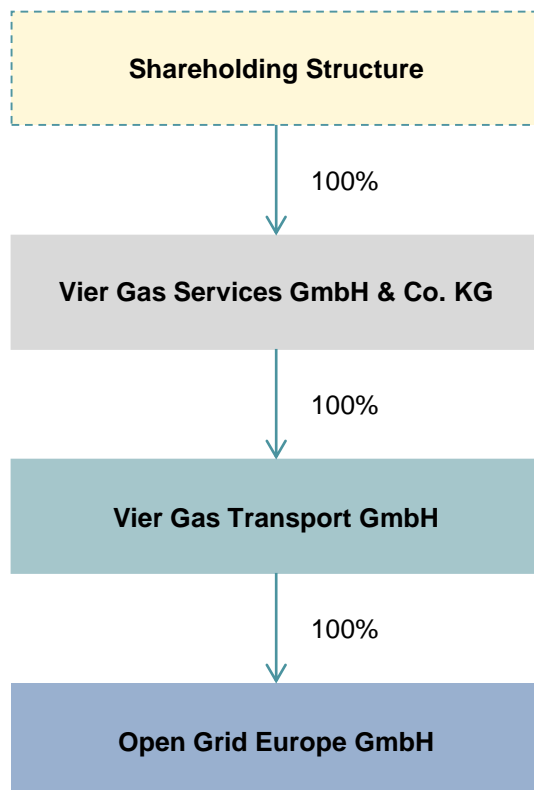 Shareholding Structure
100%
Vier Gas Services GmbH & Co. KG
100%
Vier Gas Transport GmbH
100%
Open Grid Europe GmbH